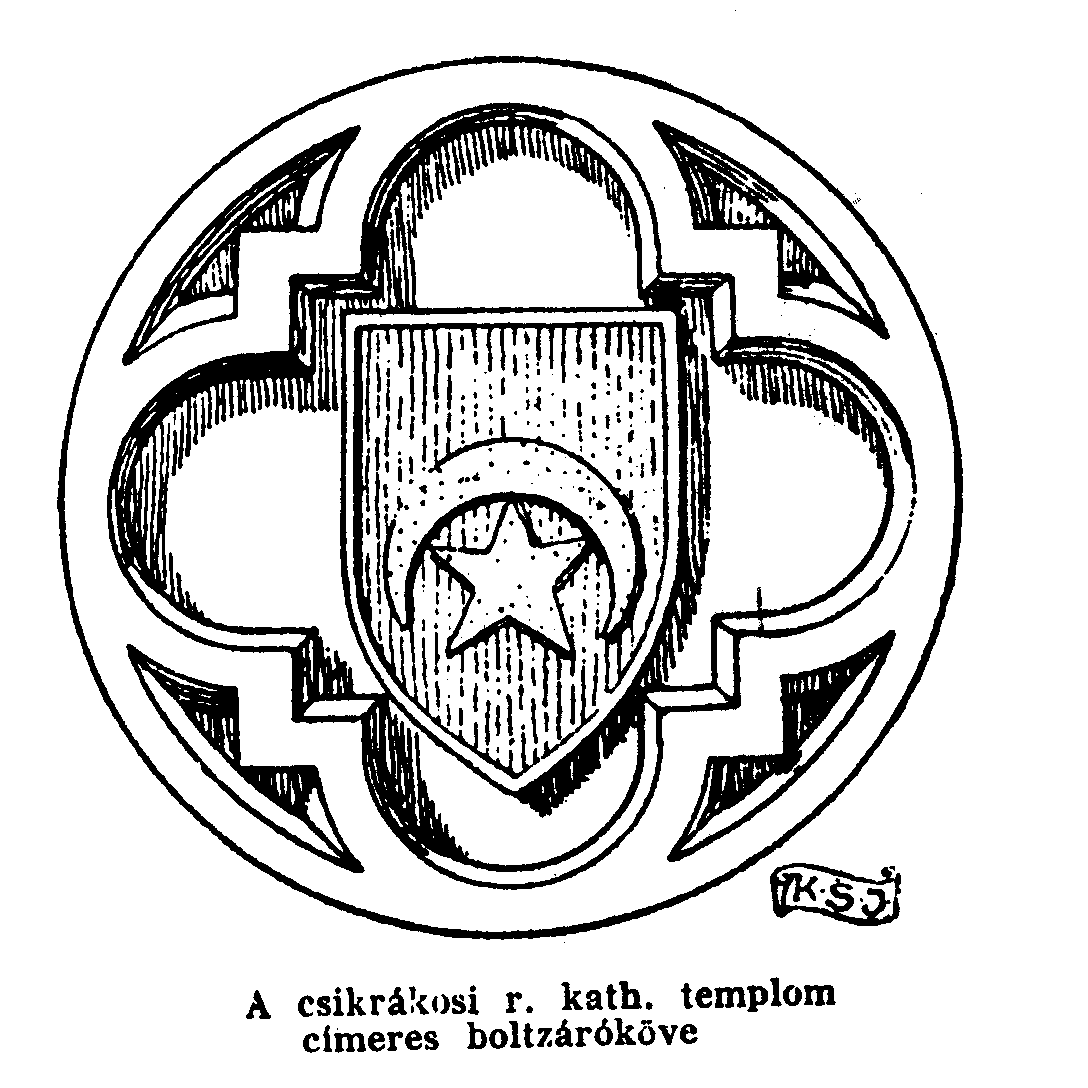 K·S·J
A csikrákosi r. kath. templom
címeres boltzáróköve